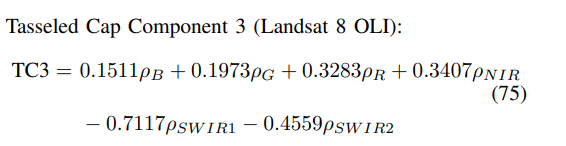 Tasseled Cap Component 3 (Landsat 8 OLI):
TC3 = 0.1511ρ_B + 0.1973ρ_G + 0.3283ρ_R + 0.3407ρ_NIR
(75)
− 0.7117ρ_SWIR1 − 0.4559ρ_SWIR2